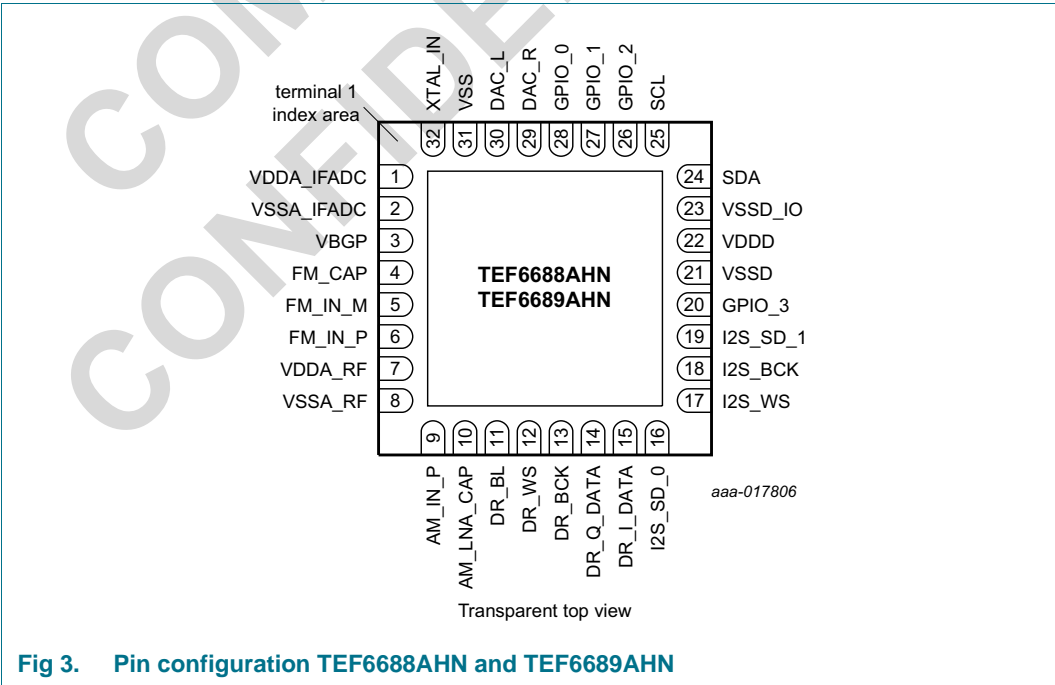 COMPANY
CONFIDENTIAL
terminal 1
index area
XTAL_IN
VSS
DAC_L
DAC_R
GPIO_0
GPIO_1
GPIO_2
SCL
32
31
30
29
28
27
26
25
VDDA_IFADC 1
VSSA_IFADC 2
VBGP 3
FM_CAP 4
FM_IN_M 5
FM_IN_P 6
VDDA_RF 7
VSSA_RF 8
TEF6688AHN
TEF6689AHN
24 SDA
23 VSSD_IO
22 VDDD
21 VSSD
20 GPIO_3
19 I2S_SD_1
18 I2S_BCK
17 I2S_WS
9
10
11
12
13
14
15
16
AM_IN_P
AM_LNA_CAP
DR_BL
DR_WS
DR_BCK
DR_Q_DATA
DR_I_DATA
I2S_SD_0
aaa-017806
Transparent top view
Fig 3. Pin configuration TEF6688AHN and TEF6689AHN